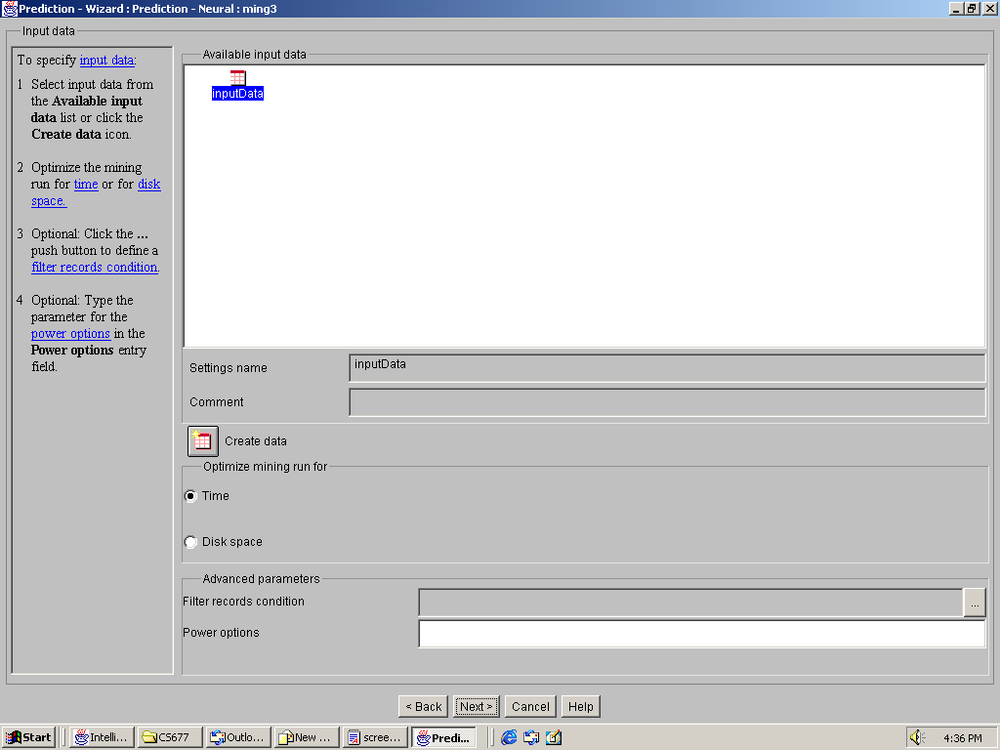 Prediction - Wizard : Prediction - Neural : ming3
Input data
To specify input data:
1 Select input data from
the Available input
data list or click the
Create data icon.
2 Optimize the mining
run for time or for disk
space.
3 Optional: Click the ...
push button to define a
filter records condition.
4 Optional: Type the
parameter for the
power options in the
Power options entry
field.
Available input data
inputData
Settings name
inputData
Comment
Create data
Optimize mining run for
Time
Disk space
Advanced parameters
Filter records condition
...
Power options
< Back Next > Cancel Help
Start Intelli... CS677 Outlo... New ... scree... Predi... 4:36 PM